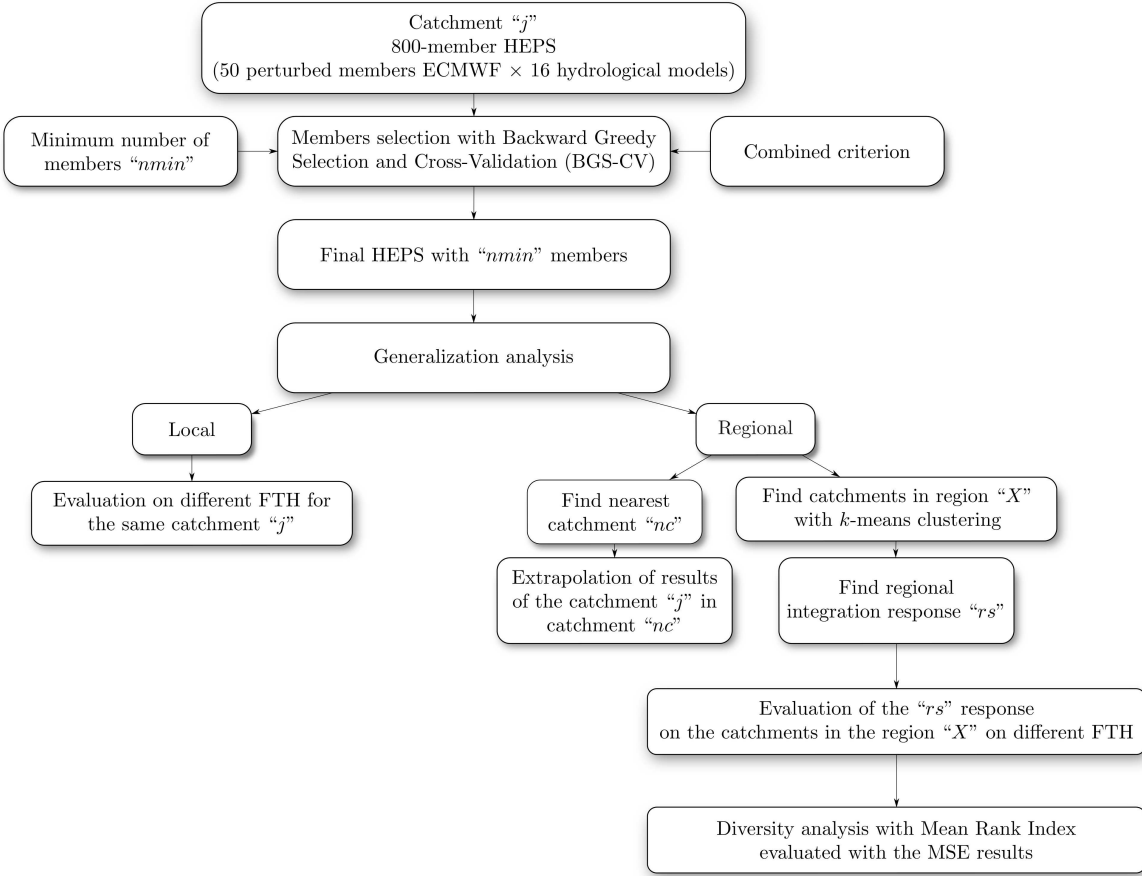 Catchment “j”
800-member HEPS
(50 perturbed members ECMWF × 16 hydrological models)
Minimum number of
members “nmin”
Members selection with Backward Greedy
Selection and Cross-Validation (BGS-CV)
Combined criterion
Final HEPS with “nmin” members
Generalization analysis
Local
Regional
Evaluation on different FTH for
the same catchment “j”
Find nearest
catchment “nc”
Find catchments in region “X”
with k-means clustering
Extrapolation of results
of the catchment “j” in
catchment “nc”
Find regional
integration response “rs”
Evaluation of the “rs” response
on the catchments in the region “X” on different FTH
Diversity analysis with Mean Rank Index
evaluated with the MSE results